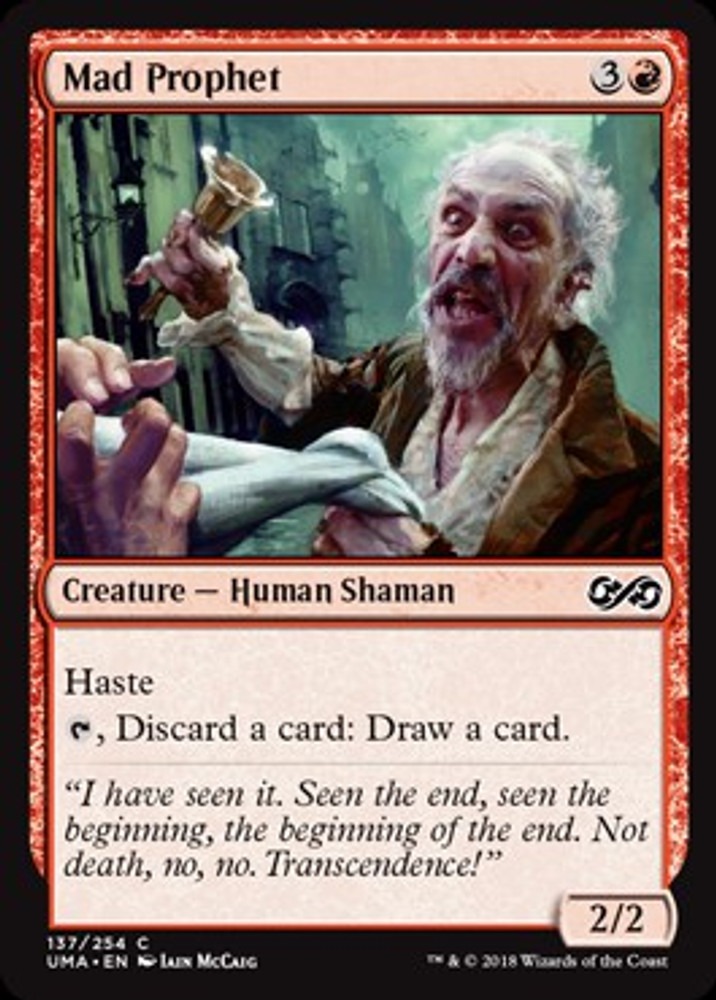 Mad Prophet 3
Creature — Human Shaman
Haste
, Discard a card: Draw a card.
“I have seen it. Seen the end, seen the
beginning, the beginning of the end. Not
death, no, no. Transcendence!”
2/2
137/254 C
UMA • EN Iain McCaig
™ & © 2018 Wizards of the Coast